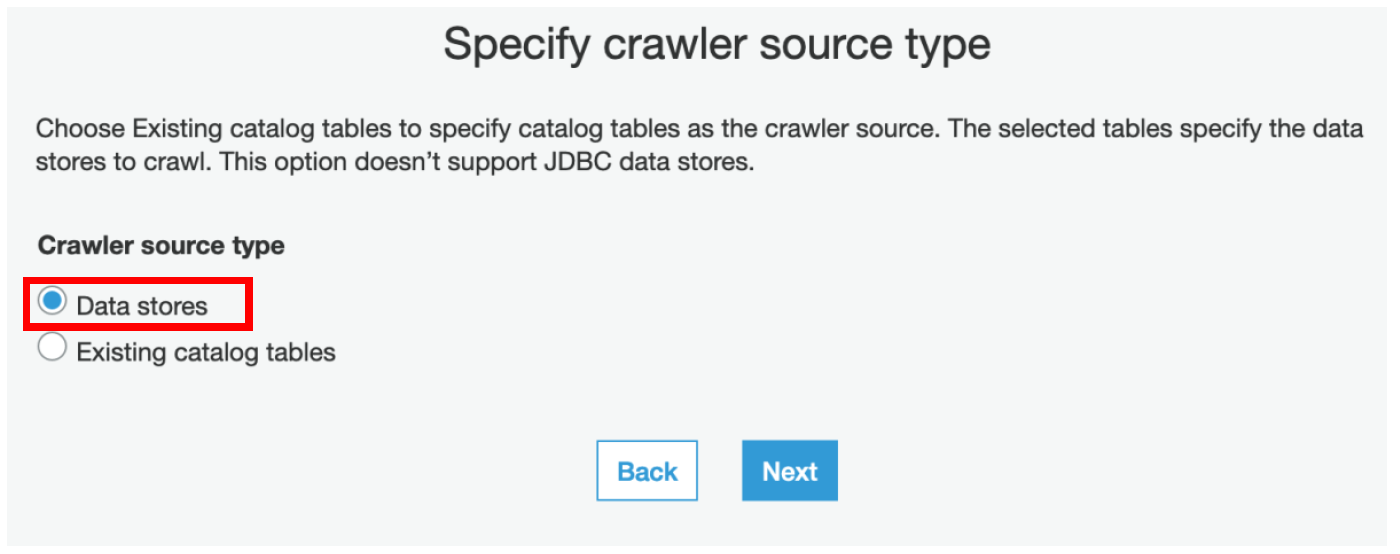 Specify crawler source type
Choose Existing catalog tables to specify catalog tables as the crawler source. The selected tables specify the data
stores to crawl. This option doesn’t support JDBC data stores.
Crawler source type
Data stores
Existing catalog tables
Back Next